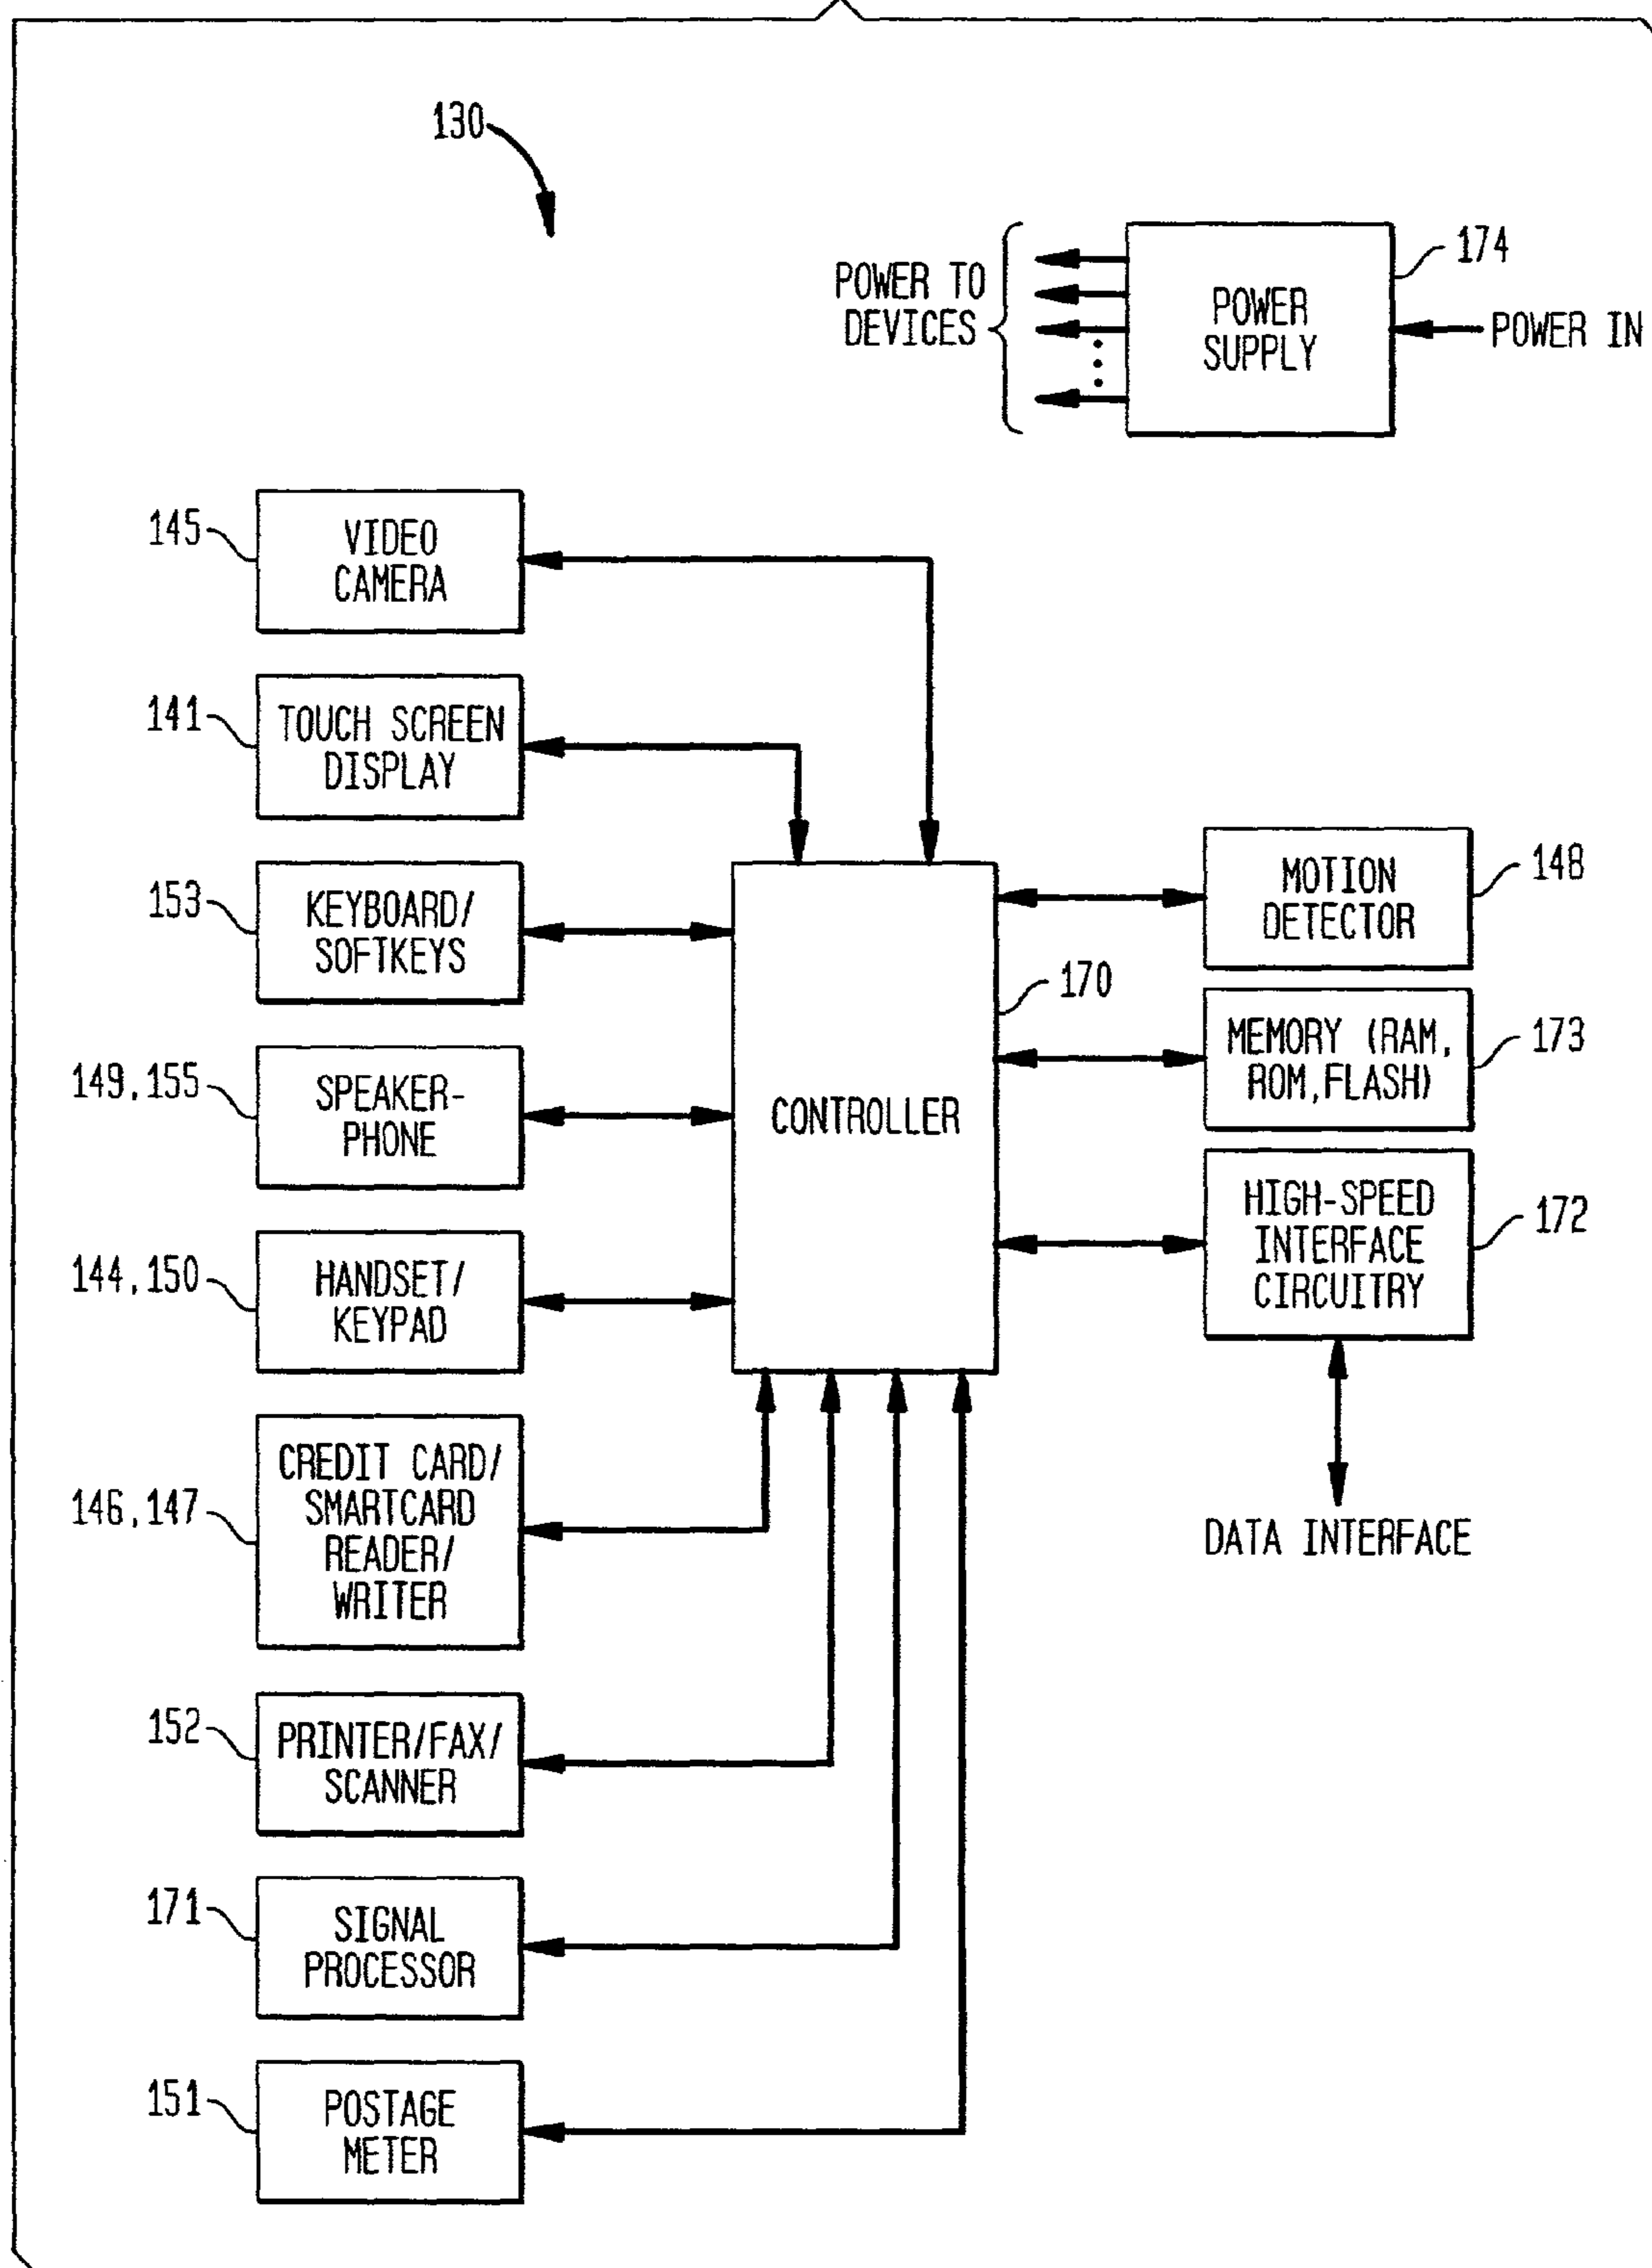 130
POWER TO
DEVICES
POWER
SUPPLY
174
POWER IN
145
VIDEO
CAMERA
141
TOUCH SCREEN
DISPLAY
153
KEYBOARD/
SOFTKEYS
149,155
SPEAKER-
PHONE
144,150
HANDSET/
KEYPAD
146,147
CREDIT CARD/
SMARTCARD
READER/
WRITER
152
PRINTER/FAX/
SCANNER
171
SIGNAL
PROCESSOR
151
POSTAGE
METER
CONTROLLER
170
MOTION
DETECTOR
148
MEMORY (RAM,
ROM,FLASH)
173
HIGH-SPEED
INTERFACE
CIRCUITRY
172
DATA INTERFACE